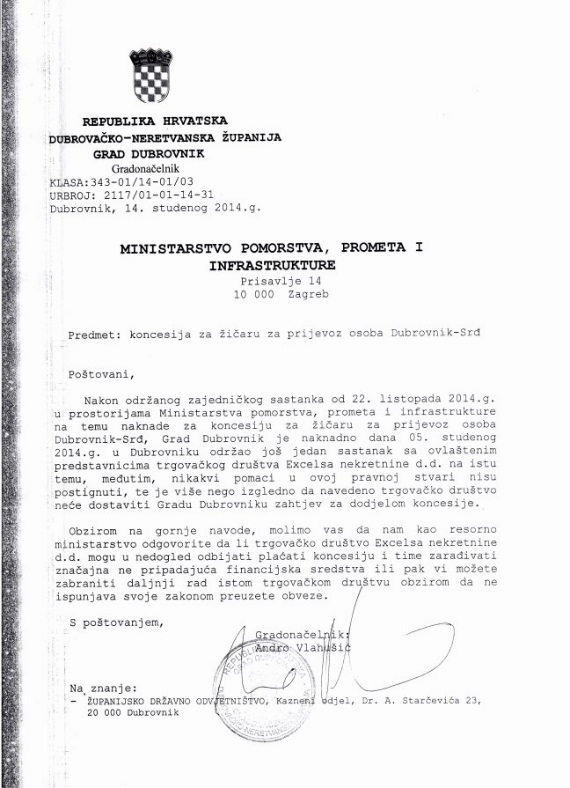 REPUBLIKA HRVATSKA
DUBROVAČKO-NERETVANSKA ŽUPANIJA
GRAD DUBROVNIK
Gradonačelnik
KLASA:343-01/14-01/03
URBROJ: 2117/01-01-14-31
Dubrovnik, 14. studenog 2014.g.
MINISTARSTVO POMORSTVA, PROMETA I
INFRASTRUKTURE
Prisavlje 14
10 000 Zagreb
Predmet: koncesija za žičaru za prijevoz osoba Dubrovnik-Srđ
Poštovani,
Nakon održanog zajedničkog sastanka od 22. listopada 2014.g.
u prostorijama Ministarstva pomorstva, prometa i infrastrukture
na temu naknade za koncesiju za žičaru za prijevoz osoba
Dubrovnik-Srđ, Grad Dubrovnik je naknadno dana 05. studenog
2014.g. u Dubrovniku održao još jedan sastanak sa ovlaštenim
predstavnicima trgovačkog društva Excelsa nekretnine d.d. na istu
temu, međutim, nikakvi pomaci u ovoj pravnoj stvari nisu
postignuti, te je više nego izgledno da navedeno trgovačko društvo
neće dostaviti Gradu Dubrovniku zahtjev za dodjelom koncesije.
Obzirom na gornje navode, molimo vas da nam kao resorno
ministarstvo odgovorite da li trgovačko društvo Excelsa nekretnine
d.d. mogu u nedogled odbijati plaćati koncesiju i time zarađivati
značajna ne pripadajuća financijska sredstva ili pak vi možete
zabraniti daljnji rad istom trgovačkom društvu obzirom da ne
ispunjava svoje zakonom preuzete obveze.
S poštovanjem,
Gradonačelnik:
Andro Vlahušić
Na znanje:
- ŽUPANIJSKO DRŽAVNO ODVJETNIŠTVO, Kazneni odjel, Dr. A. Starčevića 23,
20 000 Dubrovnik